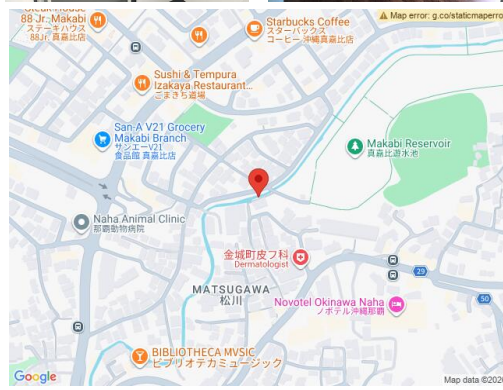 Steak House
88 Jr. Makabi
ステーキハウス
88Jr. 真嘉比店
Starbucks Coffee
スターバックス
コーヒー 沖縄真嘉比店
Map error: g.co/staticmaperro
Sushi & Tempura
Izakaya Restaurant...
ごまきち道場
San-A V21 Grocery
Makabi Branch
サンエーV21
食品館 真嘉比店
Makabi Reservoir
真嘉比遊水池
Naha Animal Clinic
那覇動物病院
金城町皮フ科
Dermatologist
29
MATSUGAWA
松川
Novotel Okinawa Naha
ノボテル沖縄那覇
50
BIBLIOTHECA MVSIC
ビブリオテカミュージック
Google
Map data ©202